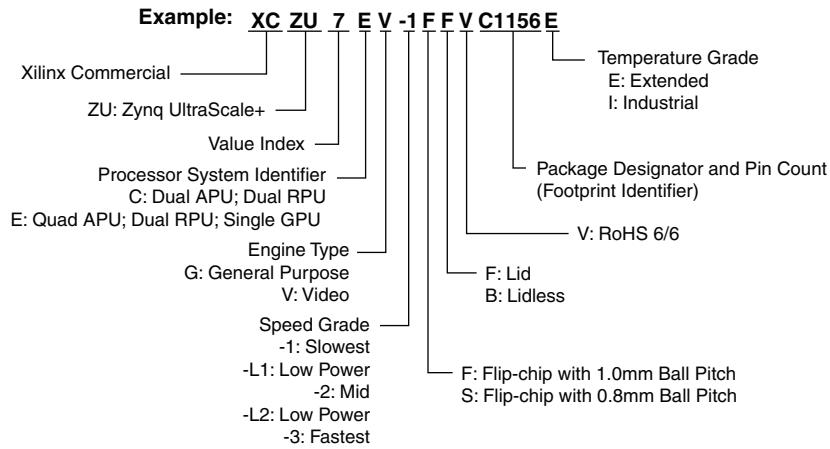 Example: XC ZU 7 E V -1 F F V C1156 E
Xilinx Commercial
ZU: Zynq UltraScale+
Value Index
Processor System Identifier
C: Dual APU; Dual RPU
E: Quad APU; Dual RPU; Single GPU
Engine Type
G: General Purpose
V: Video
Speed Grade
-1: Slowest
-L1: Low Power
-2: Mid
-L2: Low Power
-3: Fastest
Temperature Grade
E: Extended
I: Industrial
Package Designator and Pin Count
(Footprint Identifier)
V: RoHS 6/6
F: Lid
B: Lidless
F: Flip-chip with 1.0mm Ball Pitch
S: Flip-chip with 0.8mm Ball Pitch